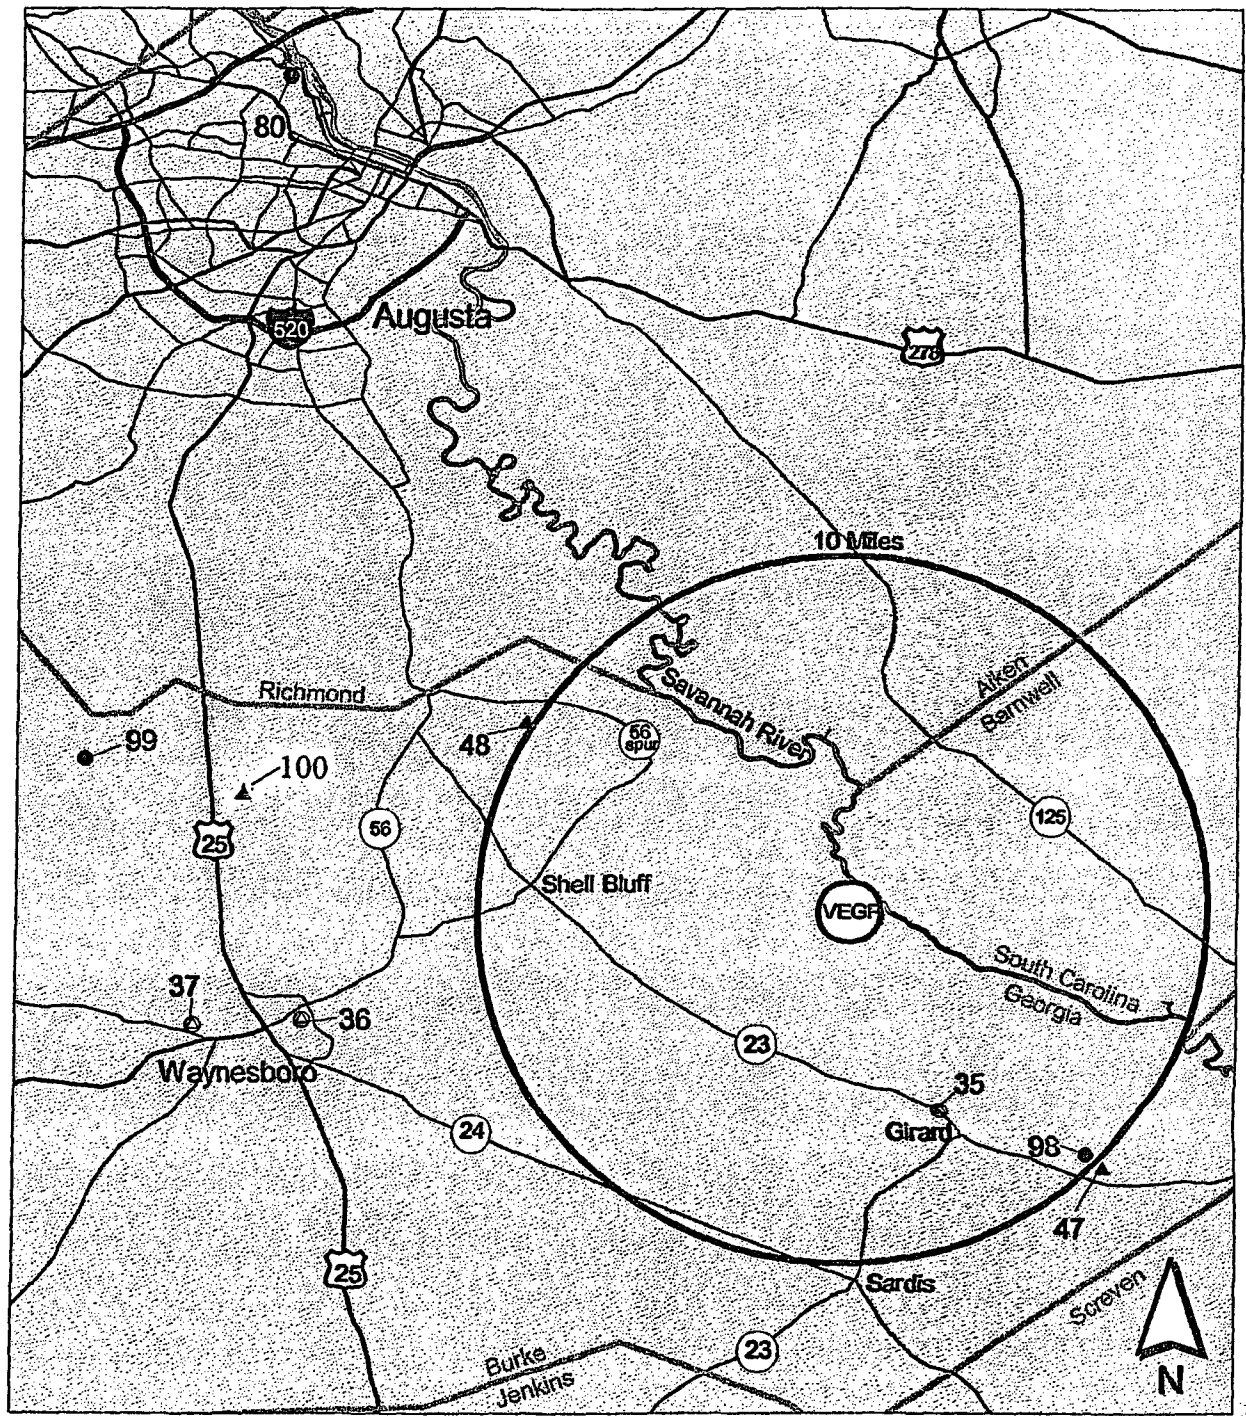 80
Augusta
520
278
10 Miles
Aiken
Barnwell
Richmond
Savannah River
99
48
56
spur
100
56
125
25
Shell Bluff
VEGP
South Carolina
Georgia
37
36
23
Waynesboro
35
24
Girard
98
47
25
Sardis
Screven
23
Burke
Jenkins
N